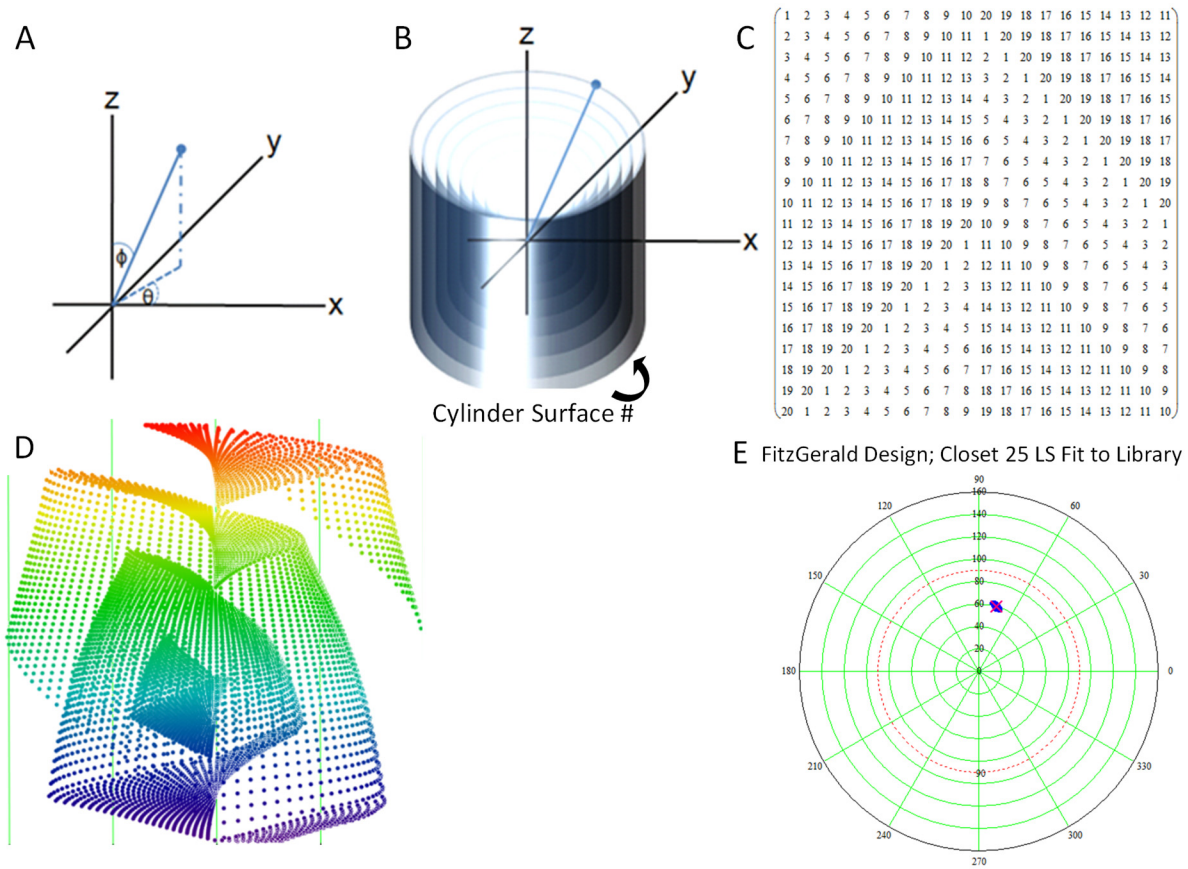 A
z
y
x
ϕ
θ
B
z
y
x
Cylinder Surface #
C
1 2 3 4 5 6 7 8 9 10 20 19 18 17 16 15 14 13 12 11
2 3 4 5 6 7 8 9 10 11 1 20 19 18 17 16 15 14 13 12
3 4 5 6 7 8 9 10 11 12 2 1 20 19 18 17 16 15 14 13
4 5 6 7 8 9 10 11 12 13 3 2 1 20 19 18 17 16 15 14
5 6 7 8 9 10 11 12 13 14 4 3 2 1 20 19 18 17 16 15
6 7 8 9 10 11 12 13 14 15 5 4 3 2 1 20 19 18 17 16
7 8 9 10 11 12 13 14 15 16 6 5 4 3 2 1 20 19 18 17
8 9 10 11 12 13 14 15 16 17 7 6 5 4 3 2 1 20 19 18
9 10 11 12 13 14 15 16 17 18 8 7 6 5 4 3 2 1 20 19
10 11 12 13 14 15 16 17 18 19 9 8 7 6 5 4 3 2 1 20
11 12 13 14 15 16 17 18 19 20 10 9 8 7 6 5 4 3 2 1
12 13 14 15 16 17 18 19 20 1 11 10 9 8 7 6 5 4 3 2
13 14 15 16 17 18 19 20 1 2 12 11 10 9 8 7 6 5 4 3
14 15 16 17 18 19 20 1 2 3 13 12 11 10 9 8 7 6 5 4
15 16 17 18 19 20 1 2 3 4 14 13 12 11 10 9 8 7 6 5
16 17 18 19 20 1 2 3 4 5 15 14 13 12 11 10 9 8 7 6
17 18 19 20 1 2 3 4 5 6 16 15 14 13 12 11 10 9 8 7
18 19 20 1 2 3 4 5 6 7 17 16 15 14 13 12 11 10 9 8
19 20 1 2 3 4 5 6 7 8 18 17 16 15 14 13 12 11 10 9
20 1 2 3 4 5 6 7 8 9 19 18 17 16 15 14 13 12 11 10
D
E FitzGerald Design; Closet 25 LS Fit to Library
90
160
120
140
60
120
100
150
80
30
60
40
20
180
0
0
210
90
330
240
300
270